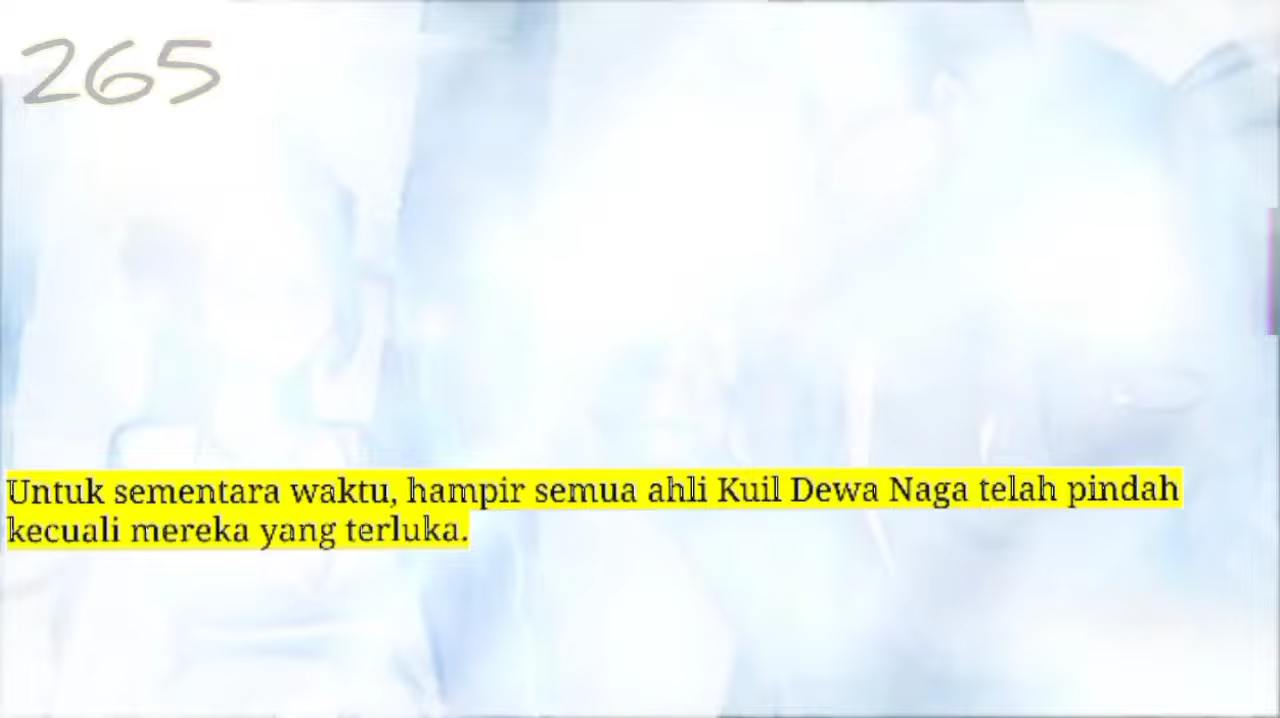 265
Untuk sementara waktu, hampir semua ahli Kuil Dewa Naga telah pindah
kecuali mereka yang terluka.